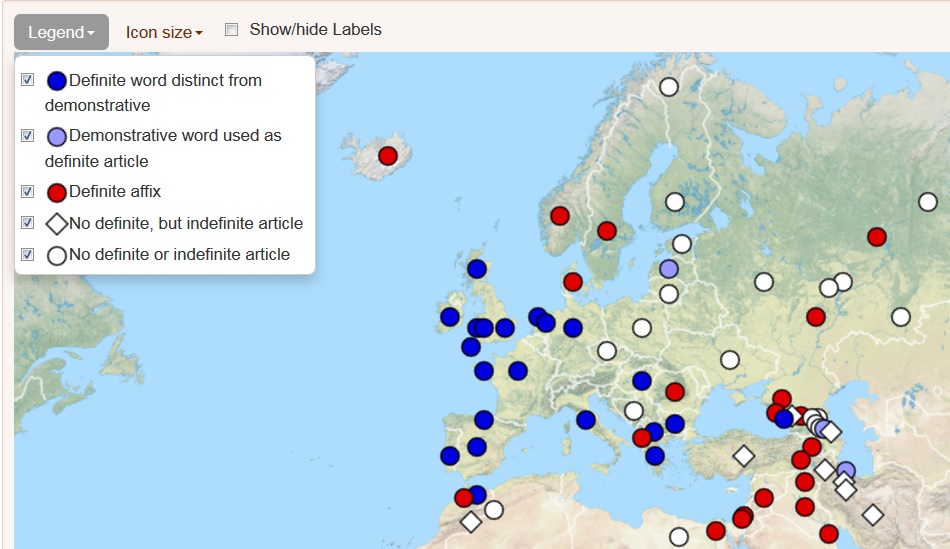 Legend
Icon size
Show/hide Labels
Definite word distinct from
demonstrative
Demonstrative word used as
definite article
Definite affix
No definite, but indefinite article
No definite or indefinite article